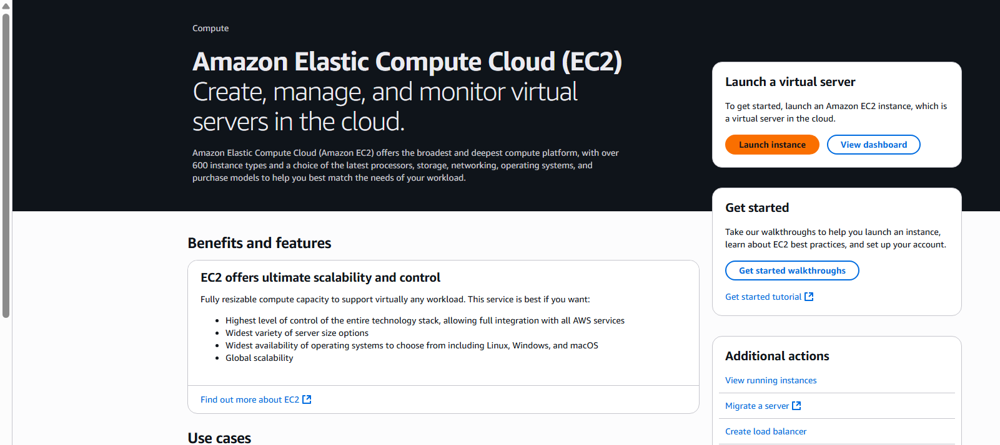 Compute
Amazon Elastic Compute Cloud (EC2)
Create, manage, and monitor virtual
servers in the cloud.
Amazon Elastic Compute Cloud (Amazon EC2) offers the broadest and deepest compute platform, with over
600 instance types and a choice of the latest processors, storage, networking, operating systems, and
purchase models to help you best match the needs of your workload.
Launch a virtual server
To get started, launch an Amazon EC2 instance, which is
a virtual server in the cloud.
Launch instance
View dashboard
Get started
Take our walkthroughs to help you launch an instance,
learn about EC2 best practices, and set up your account.
Get started walkthroughs
Get started tutorial
Benefits and features
EC2 offers ultimate scalability and control
Fully resizable compute capacity to support virtually any workload. This service is best if you want:
• Highest level of control of the entire technology stack, allowing full integration with all AWS services
• Widest variety of server size options
• Widest availability of operating systems to choose from including Linux, Windows, and macOS
• Global scalability
Find out more about EC2
Additional actions
View running instances
Migrate a server
Create load balancer
Use cases